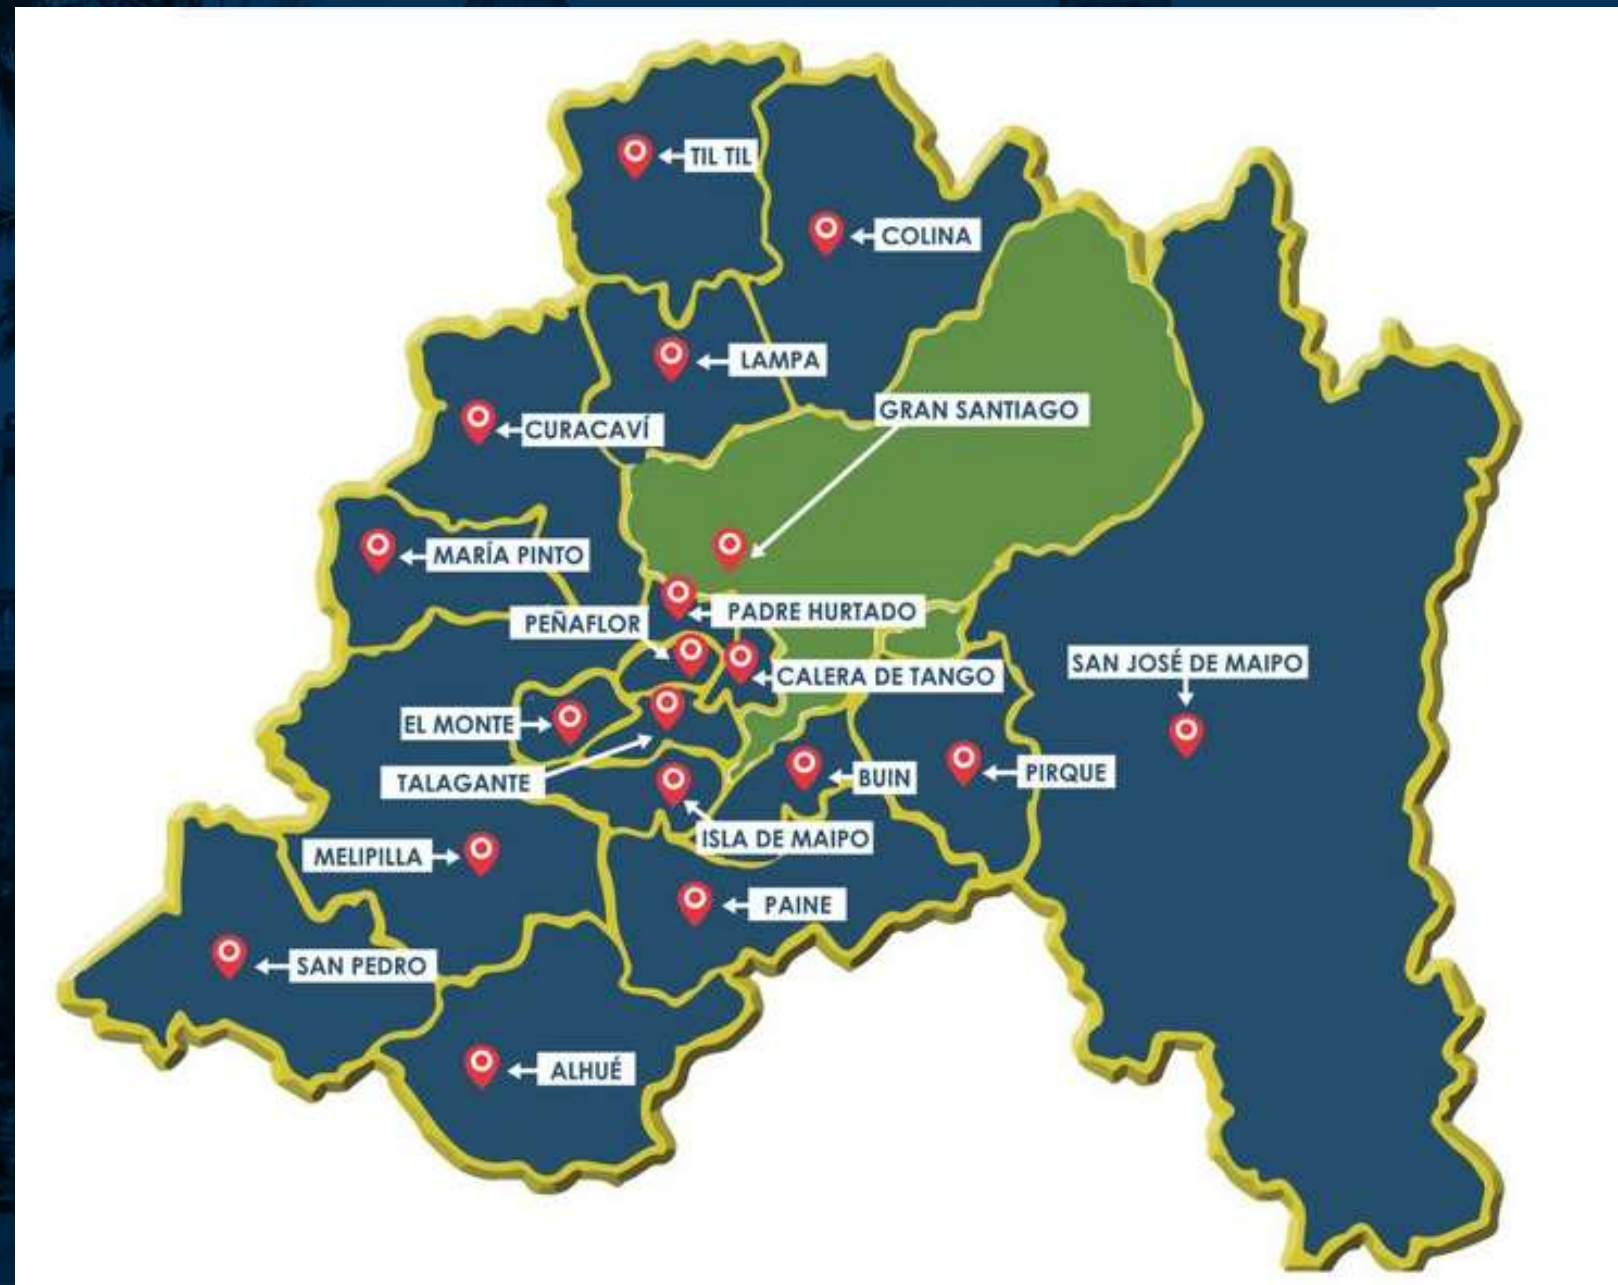 TIL TIL
COLINA
LAMPA
GRAN SANTIAGO
CURACAVÍ
MARÍA PINTO
PADRE HURTADO
PEÑAFLOR
SAN JOSÉ DE MAIPO
CALERA DE TANGO
EL MONTE
PIRQUE
BUIN
TALAGANTE
ISLA DE MAIPO
MELIPILLA
PAINE
SAN PEDRO
ALHUÉ